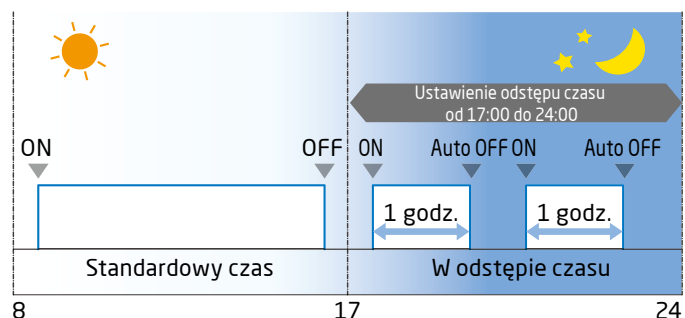 Ustawienie odstępu czasu
od 17:00 do 24:00
ON OFF ON Auto OFF ON Auto OFF
1 godz. 1 godz.
Standardowy czas W odstępie czasu
8 17 24